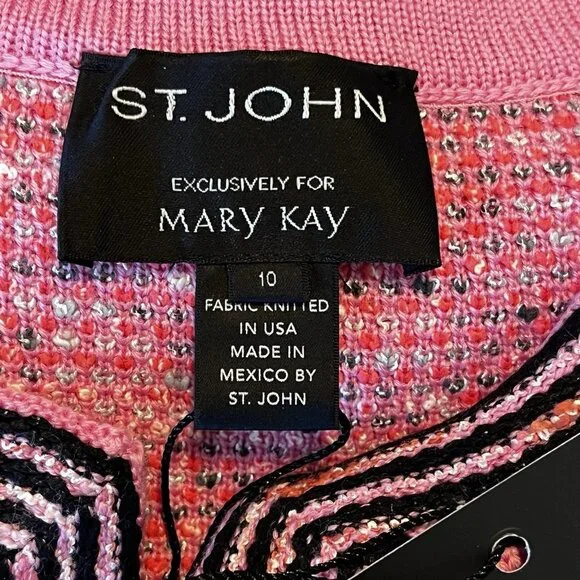 ST. JOHN
EXCLUSIVELY FOR
MARY KAY
10
FABRIC KNITTED
IN USA
MADE IN
MEXICO BY
ST. JOHN